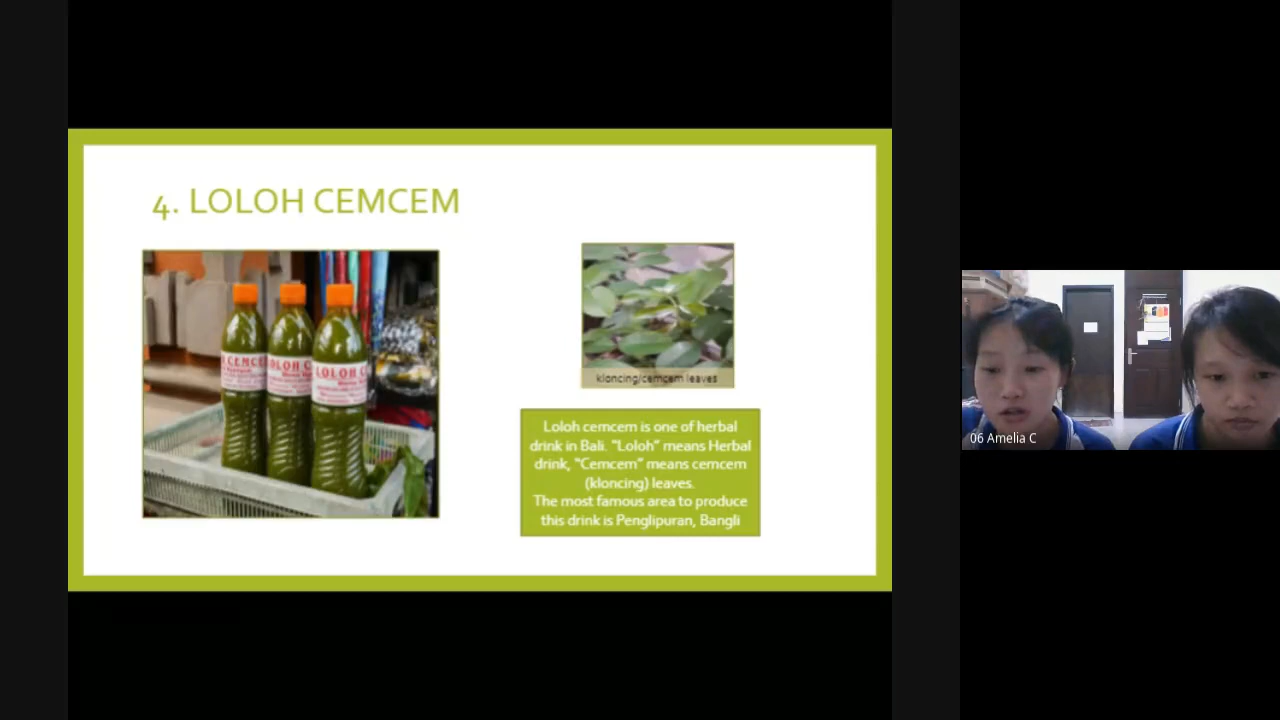 4. LOLOH CEMCEM
LOLOH CEMCEM
LOLOH C
LOLOH CEMCE
kloncing/cemcem leaves
Loloh cemcem is one of herbal
drink in Bali. "Loloh" means Herbal
drink, "Cemcem" means cemcem
(kloncing) leaves.
The most famous area to produce
this drink is Penglipuran, Bangli
06 Amelia C